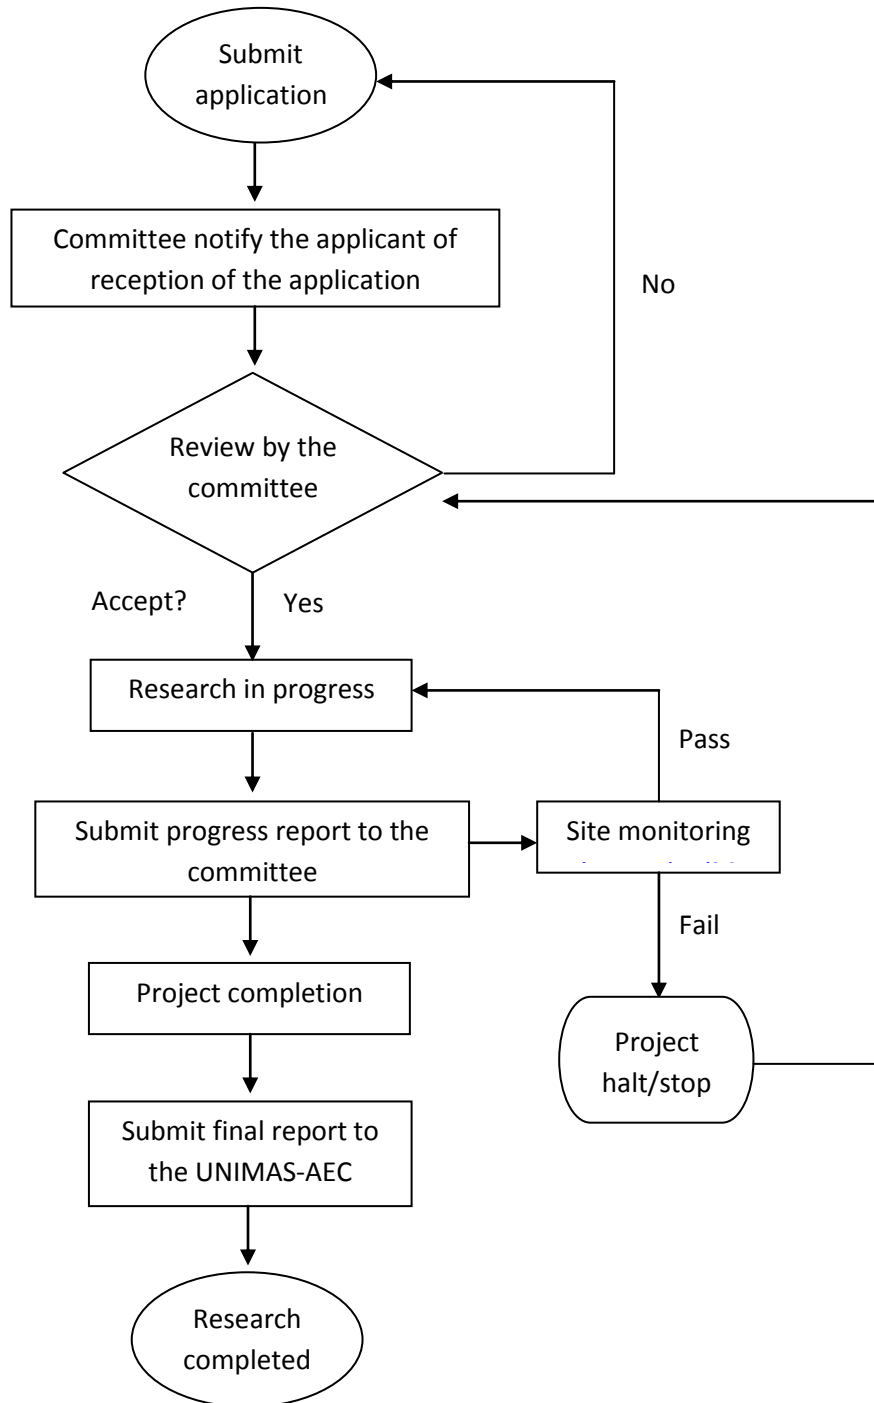 Submit
application
Committee notify the applicant of
reception of the application
No
Review by the
committee
Accept?
Yes
Research in progress
Pass
Submit progress report to the
committee
Site monitoring
Fail
Project completion
Project
halt/stop
Submit final report to
the UNIMAS-AEC
Research
completed